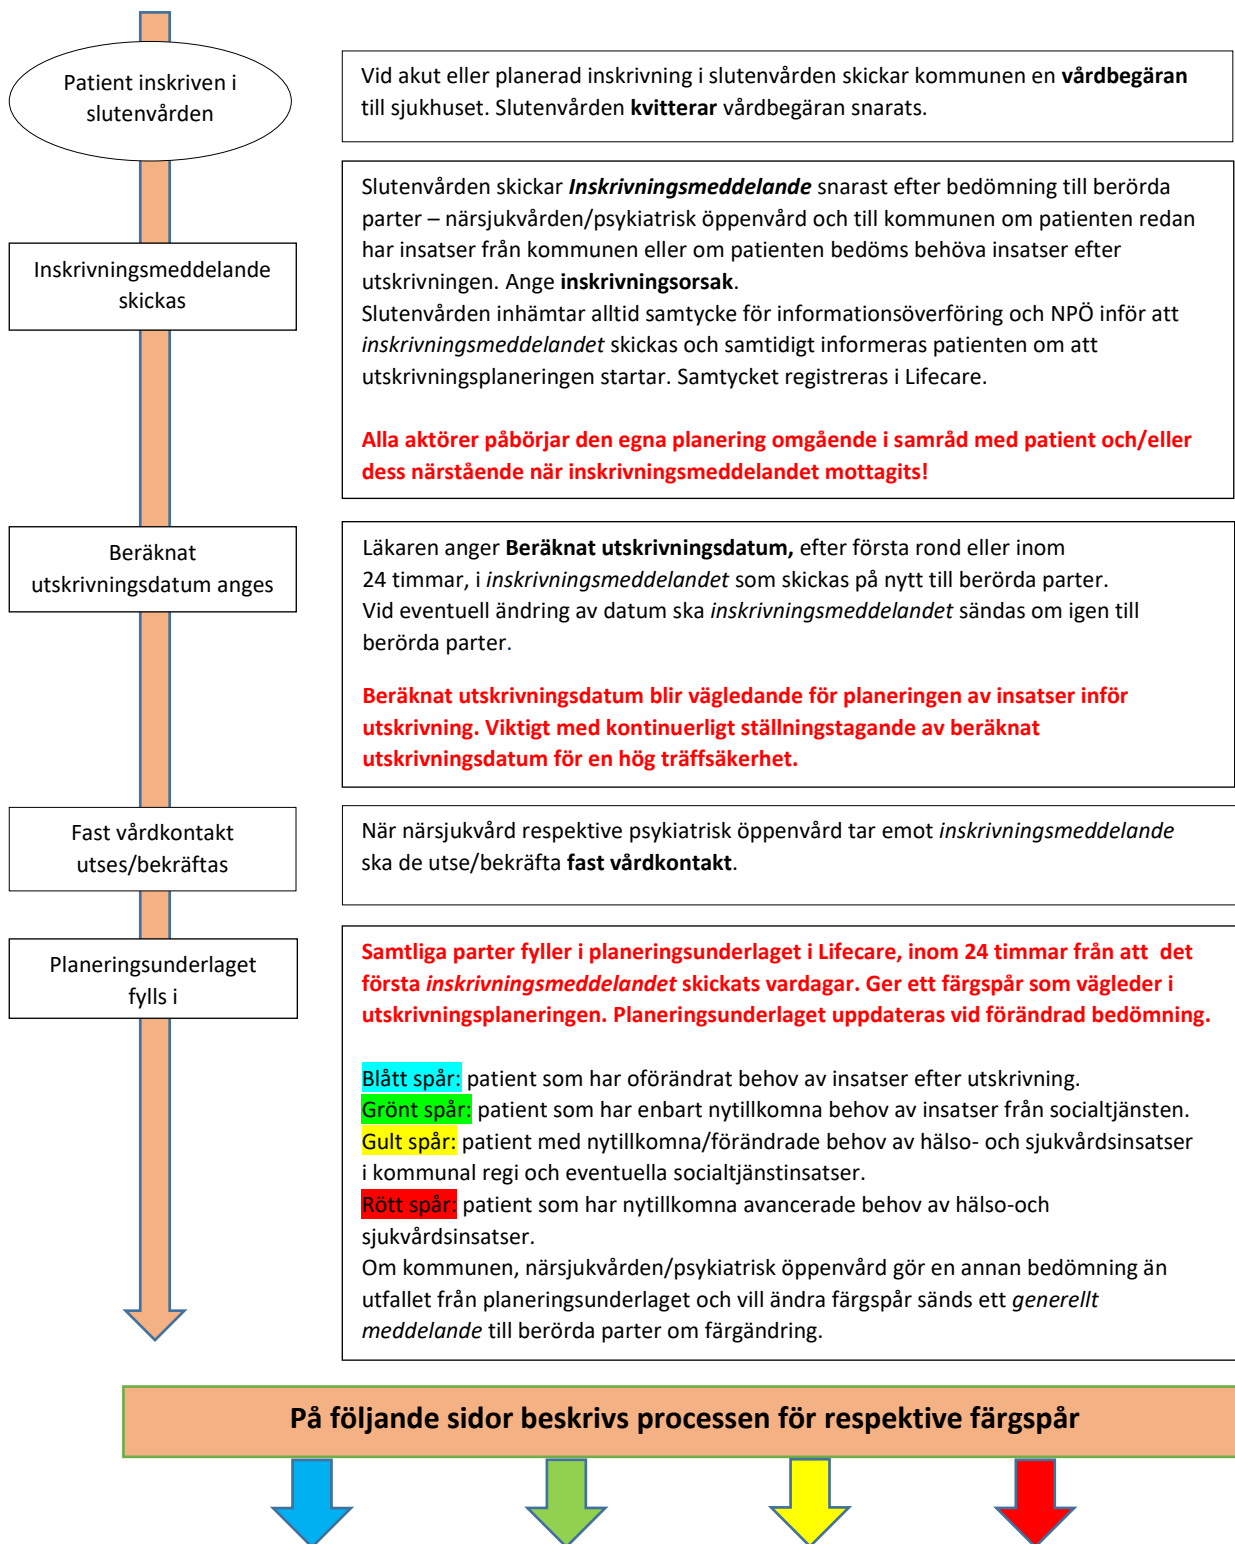 Patient inskriven i
slutenvården
Vid akut eller planerad inskrivning i slutenvården skickar kommunen en vårdbegäran
till sjukhuset. Slutenvården kvitterar vårdbegäran snarats.
Inskrivningsmeddelande
skickas
Slutenvården skickar Inskrivningsmeddelande snarast efter bedömning till berörda
parter – närsjukvården/psykiatrisk öppenvård och till kommunen om patienten redan
har insatser från kommunen eller om patienten bedöms behöva insatser efter
utskrivningen. Ange inskrivningsorsak.
Slutenvården inhämtar alltid samtycke för informationsöverföring och NPÖ inför att
inskrivningsmeddelandet skickas och samtidigt informeras patienten om att
utskrivningsplaneringen startar. Samtycket registreras i Lifecare.
Alla aktörer påbörjar den egna planering omgående i samråd med patient och/eller
dess närstående när inskrivningsmeddelandet mottagits!
Beräknat
utskrivningsdatum anges
Läkaren anger Beräknat utskrivningsdatum, efter första rond eller inom
24 timmar, i inskrivningsmeddelandet som skickas på nytt till berörda parter.
Vid eventuell ändring av datum ska inskrivningsmeddelandet sändas om igen till
berörda parter.
Beräknat utskrivningsdatum blir vägledande för planeringen av insatser inför
utskrivning. Viktigt med kontinuerligt ställningstagande av beräknat
utskrivningsdatum för en hög träffsäkerhet.
Fast vårdkontakt
utses/bekräftas
När närsjukvård respektive psykiatrisk öppenvård tar emot inskrivningsmeddelande
ska de utse/bekräfta fast vårdkontakt.
Planeringsunderlaget
fylls i
Samtliga parter fyller i planeringsunderlaget i Lifecare, inom 24 timmar från att det
första inskrivningsmeddelandet skickats vardagar. Ger ett färgspår som vägleder i
utskrivningsplaneringen. Planeringsunderlaget uppdateras vid förändrad bedömning.
Blått spår: patient som har oförändrat behov av insatser efter utskrivning.
Grönt spår: patient som har enbart nytillkomna behov av insatser från socialtjänsten.
Gult spår: patient med nytillkomna/förändrade behov av hälso- och sjukvårdsinsatser
i kommunal regi och eventuella socialtjänstinsatser.
Rött spår: patient som har nytillkomna avancerade behov av hälso-och
sjukvårdsinsatser.
Om kommunen, närsjukvården/psykiatrisk öppenvård gör en annan bedömning än
utfallet från planeringsunderlaget och vill ändra färgspår sänds ett generellt
meddelande till berörda parter om färgändring.
På följande sidor beskrivs processen för respektive färgspår